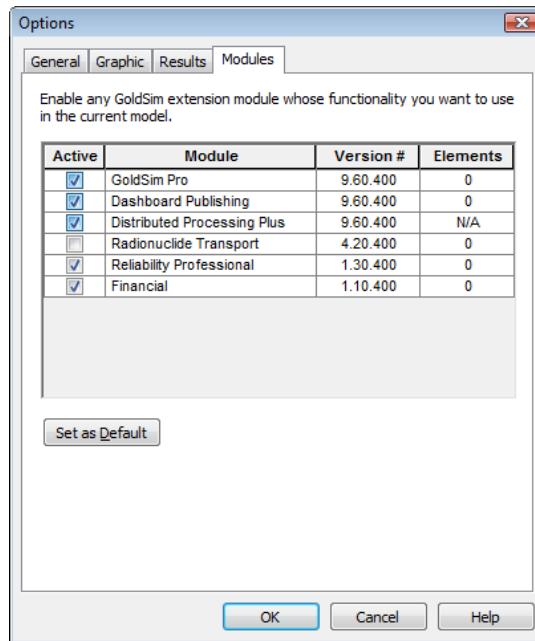 Options
General Graphic Results Modules
Enable any GoldSim extension module whose functionality you want to use
in the current model.
Active Module Version # Elements
GoldSim Pro 9.60.400 0
Dashboard Publishing 9.60.400 0
Distributed Processing Plus 9.60.400 N/A
Radionuclide Transport 4.20.400 0
Reliability Professional 1.30.400 0
Financial 1.10.400 0
Set as Default
OK Cancel Help